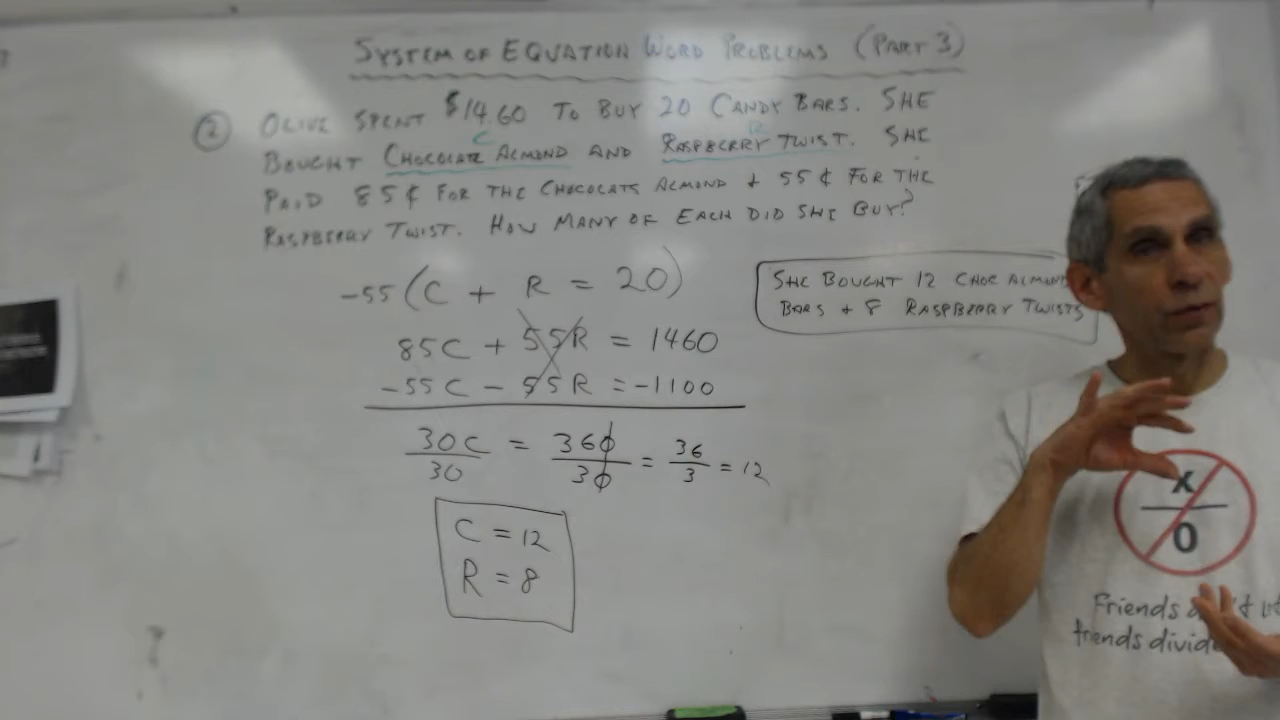 SYSTEM OF EQUATION WORD PROBLEMS (PART 3)
② OLIVE SPENT $14.60 TO BUY 20 CANDY BARS. SHE
C R
BOUGHT CHOCOLATE ALMOND AND RASPBERRY TWIST. SHE
PAID 85¢ FOR THE CHOCOLATE ALMOND + 55¢ FOR THE
RASPBERRY TWIST. HOW MANY OF EACH DID SHE BUY?
-55(C + R = 20)
85C + 55R = 1460
-55C - 55R = -1100
30C/30 = 360/30 = 36/3 = 12
C = 12
R = 8
SHE BOUGHT 12 CHOC ALMOND
BARS + 8 RASPBERRY TWISTS
x
0
Friends
friends